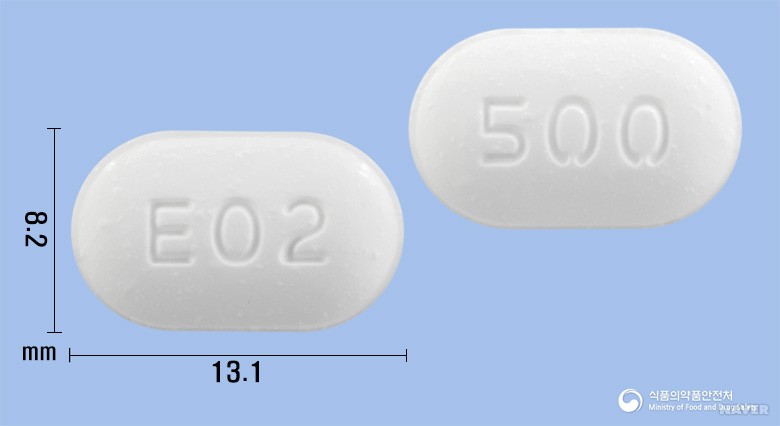 500
E02
8.2
mm
13.1
식품의약품안전처
Ministry of Food and Drug Safety
NAVER